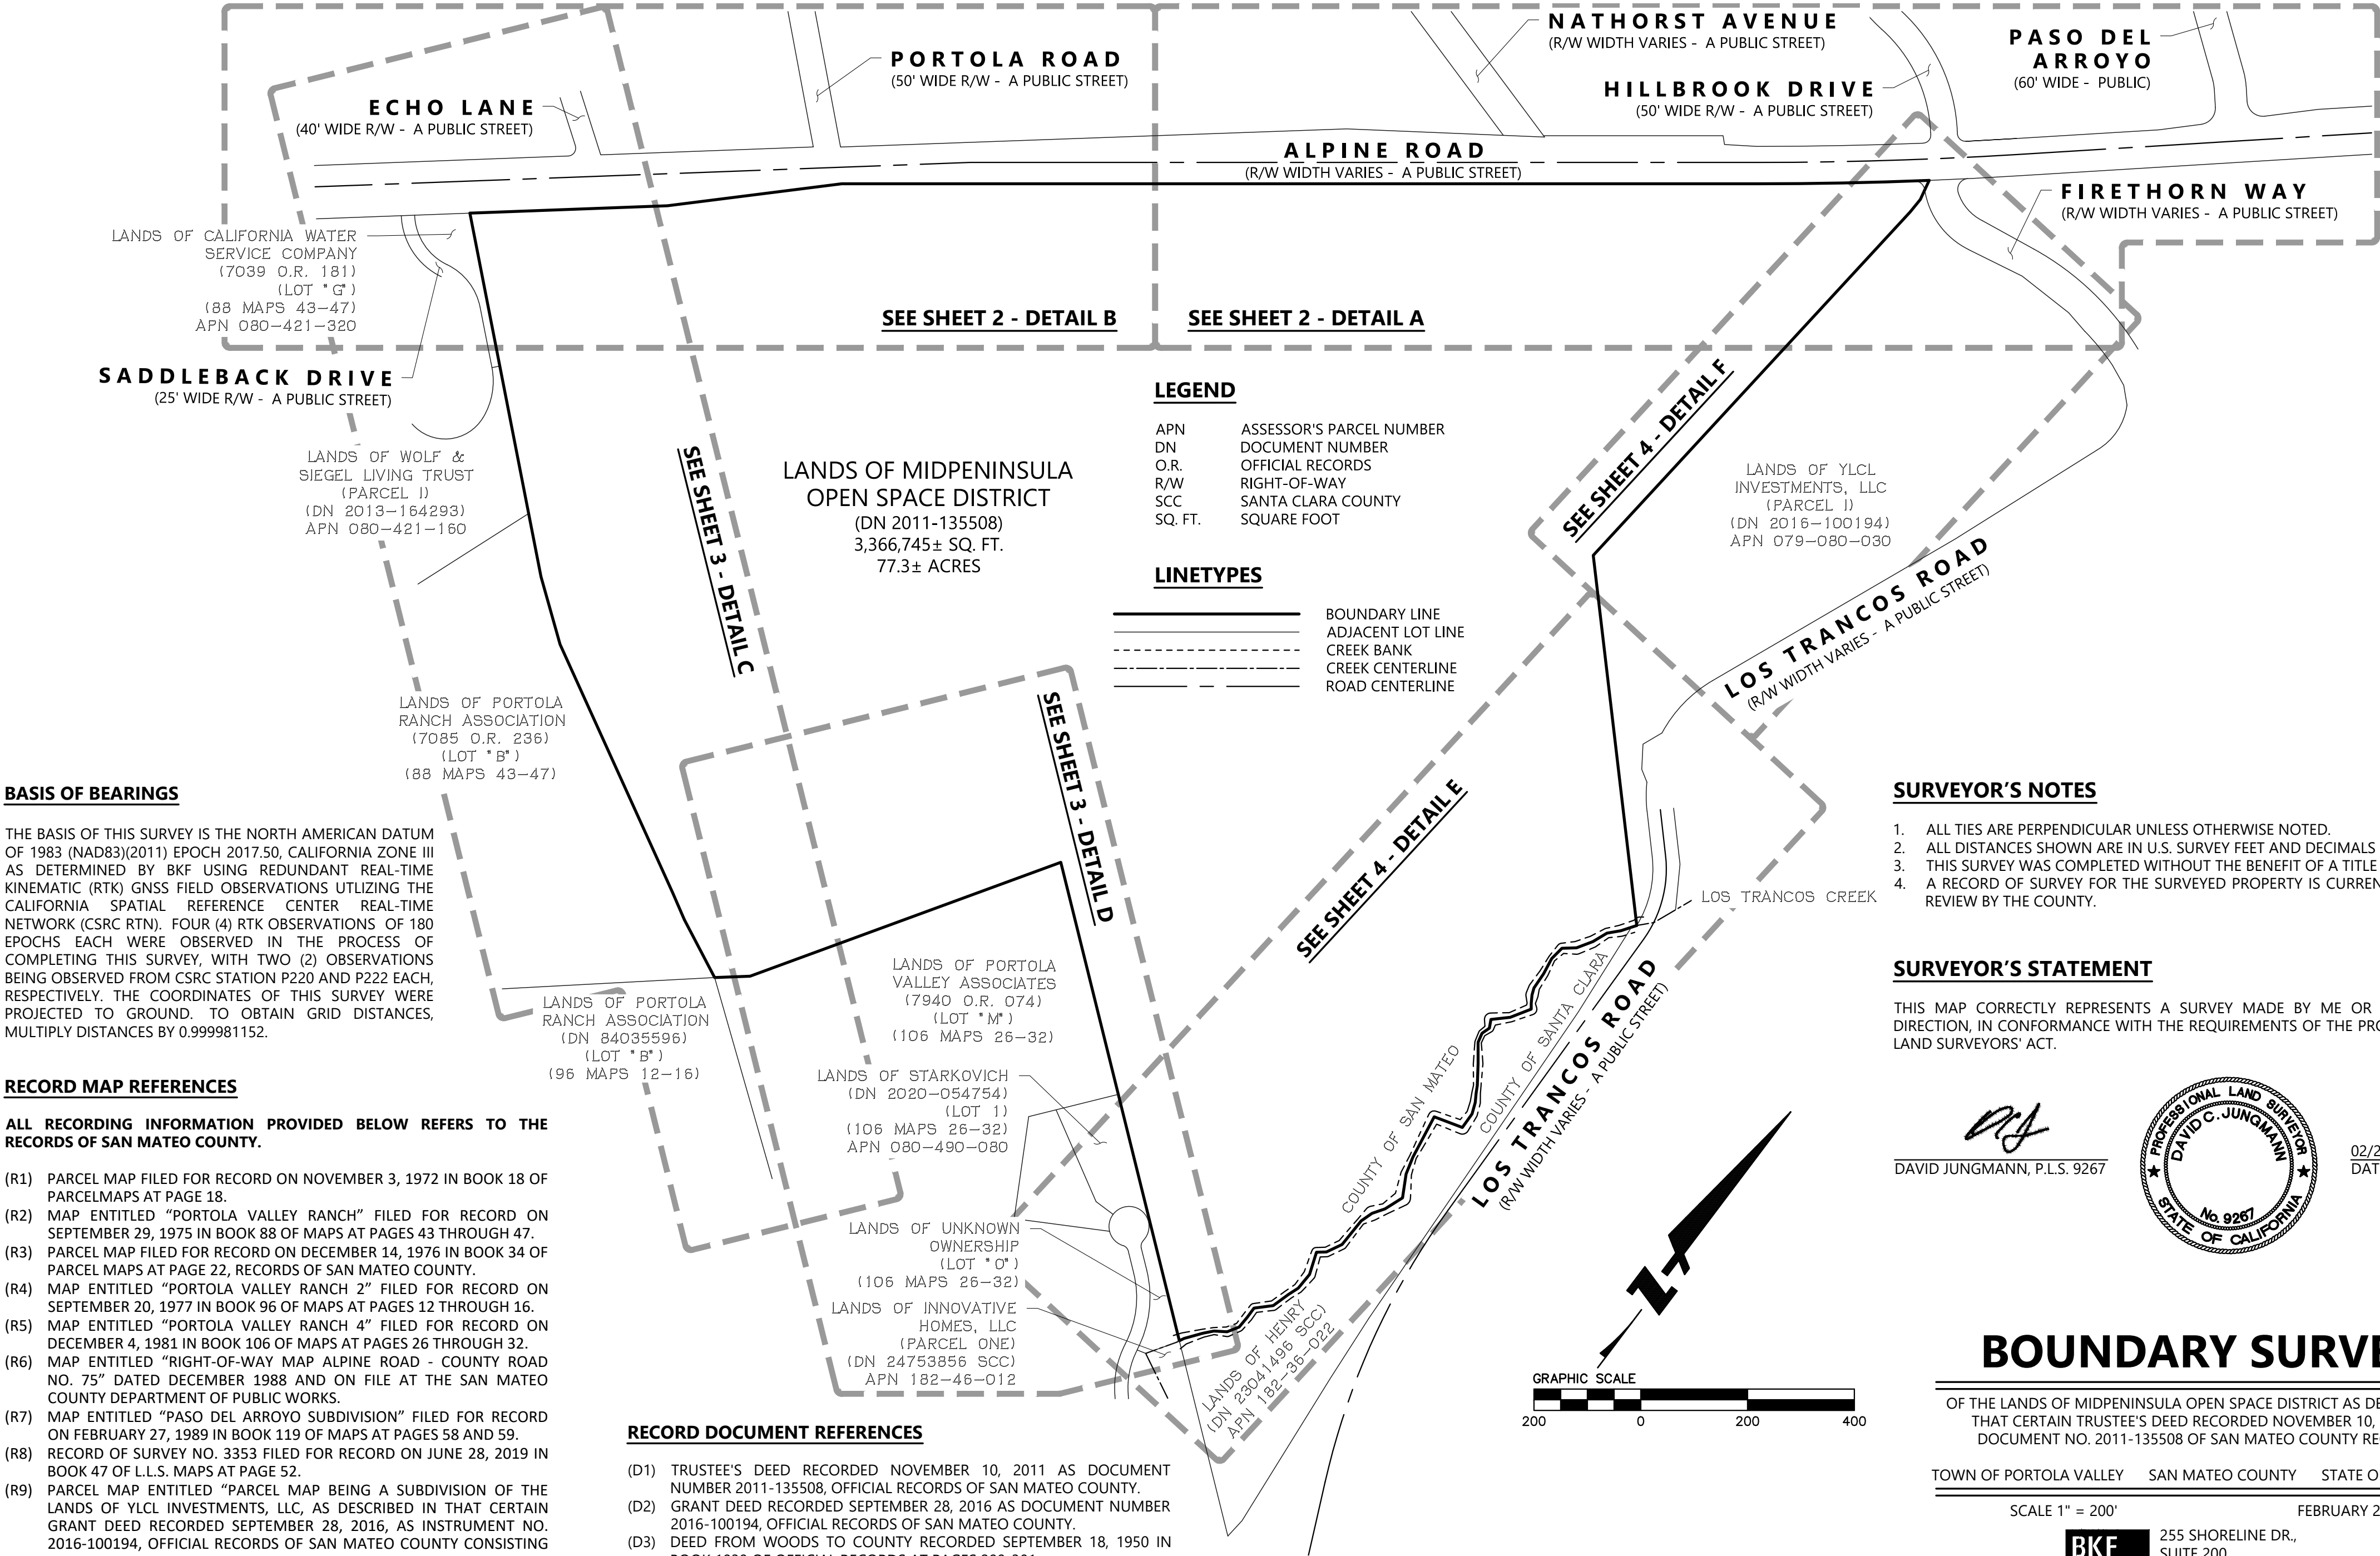 NATHORST AVENUE
(R/W WIDTH VARIES - A PUBLIC STREET)
PASO DEL
ARROYO
(60' WIDE - PUBLIC)
PORTOLA ROAD
(50' WIDE R/W - A PUBLIC STREET)
HILLBROOK DRIVE
(50' WIDE R/W - A PUBLIC STREET)
ECHO LANE
(40' WIDE R/W - A PUBLIC STREET)
ALPINE ROAD
(R/W WIDTH VARIES - A PUBLIC STREET)
FIRETHORN WAY
(R/W WIDTH VARIES - A PUBLIC STREET)
LANDS OF CALIFORNIA WATER
SERVICE COMPANY
(7039 O.R. 181)
(LOT "G")
(88 MAPS 43-47)
APN 080-421-320
SEE SHEET 2 - DETAIL B
SEE SHEET 2 - DETAIL A
SADDLEBACK DRIVE
(25' WIDE R/W - A PUBLIC STREET)
LANDS OF WOLF &
SIEGEL LIVING TRUST
(PARCEL I)
(DN 2013-164293)
APN 080-421-160
SEE SHEET 3 - DETAIL C
LANDS OF MIDPENINSULA
OPEN SPACE DISTRICT
(DN 2011-135508)
3,366,745± SQ. FT.
77.3± ACRES
LEGEND
APN ASSESSOR'S PARCEL NUMBER
DN DOCUMENT NUMBER
O.R. OFFICIAL RECORDS
R/W RIGHT-OF-WAY
SCC SANTA CLARA COUNTY
SQ. FT. SQUARE FOOT
LINETYPES
BOUNDARY LINE
ADJACENT LOT LINE
CREEK BANK
CREEK CENTERLINE
ROAD CENTERLINE
SEE SHEET 4 - DETAIL F
LANDS OF YLCL
INVESTMENTS, LLC
(PARCEL I)
(DN 2016-100194)
APN 079-080-030
LOS TRANCOS ROAD
(R/W WIDTH VARIES - A PUBLIC STREET)
LANDS OF PORTOLA
RANCH ASSOCIATION
(7085 O.R. 236)
(LOT "B")
(88 MAPS 43-47)
SEE SHEET 3 - DETAIL D
SEE SHEET 4 - DETAIL E
BASIS OF BEARINGS
THE BASIS OF THIS SURVEY IS THE NORTH AMERICAN DATUM
OF 1983 (NAD83)(2011) EPOCH 2017.50, CALIFORNIA ZONE III
AS DETERMINED BY BKF USING REDUNDANT REAL-TIME
KINEMATIC (RTK) GNSS FIELD OBSERVATIONS UTLIZING THE
CALIFORNIA SPATIAL REFERENCE CENTER REAL-TIME
NETWORK (CSRC RTN). FOUR (4) RTK OBSERVATIONS OF 180
EPOCHS EACH WERE OBSERVED IN THE PROCESS OF
COMPLETING THIS SURVEY, WITH TWO (2) OBSERVATIONS
BEING OBSERVED FROM CSRC STATION P220 AND P222 EACH,
RESPECTIVELY. THE COORDINATES OF THIS SURVEY WERE
PROJECTED TO GROUND. TO OBTAIN GRID DISTANCES,
MULTIPLY DISTANCES BY 0.999981152.
SURVEYOR'S NOTES
1. ALL TIES ARE PERPENDICULAR UNLESS OTHERWISE NOTED.
2. ALL DISTANCES SHOWN ARE IN U.S. SURVEY FEET AND DECIMALS
3. THIS SURVEY WAS COMPLETED WITHOUT THE BENEFIT OF A TITLE
4. A RECORD OF SURVEY FOR THE SURVEYED PROPERTY IS CURREN
REVIEW BY THE COUNTY.
LOS TRANCOS CREEK
LANDS OF PORTOLA
VALLEY ASSOCIATES
(7940 O.R. 074)
(LOT "M")
(106 MAPS 26-32)
LANDS OF PORTOLA
RANCH ASSOCIATION
(DN 84035596)
(LOT "B")
(96 MAPS 12-16)
LANDS OF STARKOVICH
(DN 2020-054754)
(LOT 1)
(106 MAPS 26-32)
APN 080-490-080
COUNTY OF SAN MATEO
COUNTY OF SANTA CLARA
LOS TRANCOS ROAD
(R/W WIDTH VARIES - A PUBLIC STREET)
SURVEYOR'S STATEMENT
THIS MAP CORRECTLY REPRESENTS A SURVEY MADE BY ME OR
DIRECTION, IN CONFORMANCE WITH THE REQUIREMENTS OF THE PRO
LAND SURVEYORS' ACT.
DAVID JUNGMANN, P.L.S. 9267
PROFESSIONAL LAND SURVEYOR
DAVID C. JUNGMANN
No. 9267
STATE OF CALIFORNIA
02/2
DAT
RECORD MAP REFERENCES
ALL RECORDING INFORMATION PROVIDED BELOW REFERS TO THE
RECORDS OF SAN MATEO COUNTY.
(R1) PARCEL MAP FILED FOR RECORD ON NOVEMBER 3, 1972 IN BOOK 18 OF
PARCELMAPS AT PAGE 18.
(R2) MAP ENTITLED “PORTOLA VALLEY RANCH” FILED FOR RECORD ON
SEPTEMBER 29, 1975 IN BOOK 88 OF MAPS AT PAGES 43 THROUGH 47.
(R3) PARCEL MAP FILED FOR RECORD ON DECEMBER 14, 1976 IN BOOK 34 OF
PARCEL MAPS AT PAGE 22, RECORDS OF SAN MATEO COUNTY.
(R4) MAP ENTITLED “PORTOLA VALLEY RANCH 2” FILED FOR RECORD ON
SEPTEMBER 20, 1977 IN BOOK 96 OF MAPS AT PAGES 12 THROUGH 16.
(R5) MAP ENTITLED “PORTOLA VALLEY RANCH 4” FILED FOR RECORD ON
DECEMBER 4, 1981 IN BOOK 106 OF MAPS AT PAGES 26 THROUGH 32.
(R6) MAP ENTITLED “RIGHT-OF-WAY MAP ALPINE ROAD - COUNTY ROAD
NO. 75” DATED DECEMBER 1988 AND ON FILE AT THE SAN MATEO
COUNTY DEPARTMENT OF PUBLIC WORKS.
(R7) MAP ENTITLED “PASO DEL ARROYO SUBDIVISION” FILED FOR RECORD
ON FEBRUARY 27, 1989 IN BOOK 119 OF MAPS AT PAGES 58 AND 59.
(R8) RECORD OF SURVEY NO. 3353 FILED FOR RECORD ON JUNE 28, 2019 IN
BOOK 47 OF L.L.S. MAPS AT PAGE 52.
(R9) PARCEL MAP ENTITLED “PARCEL MAP BEING A SUBDIVISION OF THE
LANDS OF YLCL INVESTMENTS, LLC, AS DESCRIBED IN THAT CERTAIN
GRANT DEED RECORDED SEPTEMBER 28, 2016, AS INSTRUMENT NO.
2016-100194, OFFICIAL RECORDS OF SAN MATEO COUNTY CONSISTING
LANDS OF UNKNOWN
OWNERSHIP
(LOT "O")
(106 MAPS 26-32)
LANDS OF INNOVATIVE
HOMES, LLC
(PARCEL ONE)
(DN 24753856 SCC)
APN 182-46-012
LANDS OF HENRY
(DN 23041496 SCC)
APN 182-36-022
Z
GRAPHIC SCALE
200 0 200 400
RECORD DOCUMENT REFERENCES
(D1) TRUSTEE'S DEED RECORDED NOVEMBER 10, 2011 AS DOCUMENT
NUMBER 2011-135508, OFFICIAL RECORDS OF SAN MATEO COUNTY.
(D2) GRANT DEED RECORDED SEPTEMBER 28, 2016 AS DOCUMENT NUMBER
2016-100194, OFFICIAL RECORDS OF SAN MATEO COUNTY.
(D3) DEED FROM WOODS TO COUNTY RECORDED SEPTEMBER 18, 1950 IN
BOUNDARY SURVE
OF THE LANDS OF MIDPENINSULA OPEN SPACE DISTRICT AS DE
THAT CERTAIN TRUSTEE'S DEED RECORDED NOVEMBER 10,
DOCUMENT NO. 2011-135508 OF SAN MATEO COUNTY RE
TOWN OF PORTOLA VALLEY SAN MATEO COUNTY STATE O
SCALE 1" = 200' FEBRUARY 2
BKF 255 SHORELINE DR.,
SUITE 200